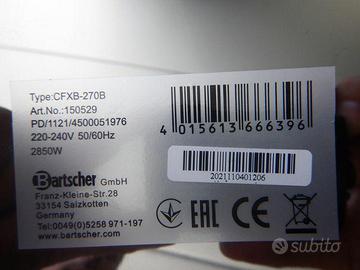 Type:CFXB-270B
Art.:150529
PD/1121/4500051976
220-240V 50/60Hz
2850W
4 015613 666396
2021110401206
Bartscher GmbH
Franz-Kleine-Str.28
33154 Salzkotten
Germany
Tel:0049(0)5258 971-197
www.bartscher.com
EAC CE
subito